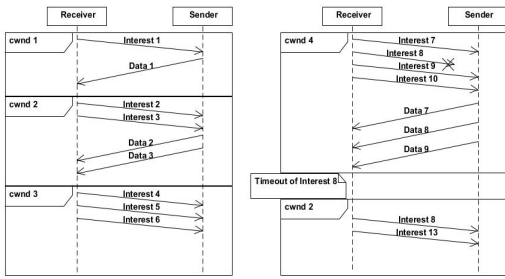 Receiver
Sender
cwnd 1
Interest 1
Data 1
cwnd 2
Interest 2
Interest 3
Data 2
Data 3
cwnd 3
Interest 4
Interest 5
Interest 6
Receiver
Sender
cwnd 4
Interest 7
Interest 8
Interest 9
Interest 10
Data 7
Data 8
Data 9
Timeout of Interest 8
cwnd 2
Interest 8
Interest 13